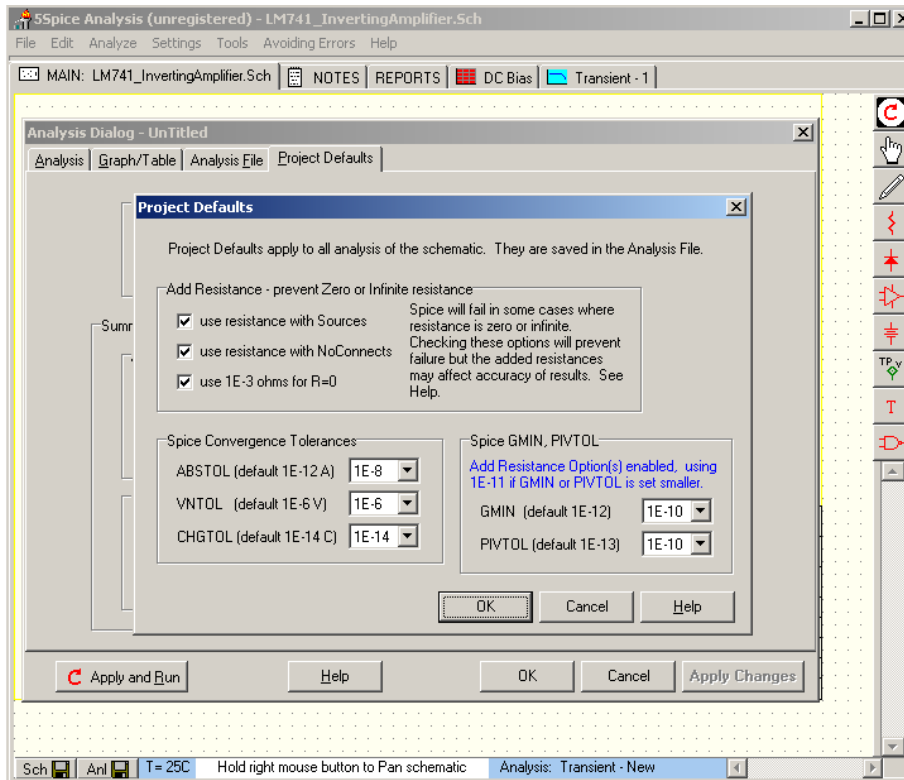 5Spice Analysis (unregistered) - LM741_InvertingAmplifier.Sch
File Edit Analyze Settings Tools Avoiding Errors Help
MAIN: LM741_InvertingAmplifier.Sch NOTES REPORTS DC Bias Transient - 1
Analysis Dialog - UnTitled
Analysis Graph/Table Analysis File Project Defaults
Project Defaults
Project Defaults apply to all analysis of the schematic. They are saved in the Analysis File.
Add Resistance - prevent Zero or Infinite resistance
use resistance with Sources
use resistance with NoConnects
use 1E-3 ohms for R=0
Spice will fail in some cases where
resistance is zero or infinite.
Checking these options will prevent
failure but the added resistances
may affect accuracy of results. See
Help.
Summ
Spice Convergence Tolerances
ABSTOL (default 1E-12 A) 1E-8
VNTOL (default 1E-6 V) 1E-6
CHGTOL (default 1E-14 C) 1E-14
Spice GMIN, PIVTOL
Add Resistance Option(s) enabled, using
1E-11 if GMIN or PIVTOL is set smaller.
GMIN (default 1E-12) 1E-10
PIVTOL (default 1E-13) 1E-10
OK Cancel Help
Apply and Run Help OK Cancel Apply Changes
TP v
T
Sch Anl T= 25C Hold right mouse button to Pan schematic Analysis: Transient - New